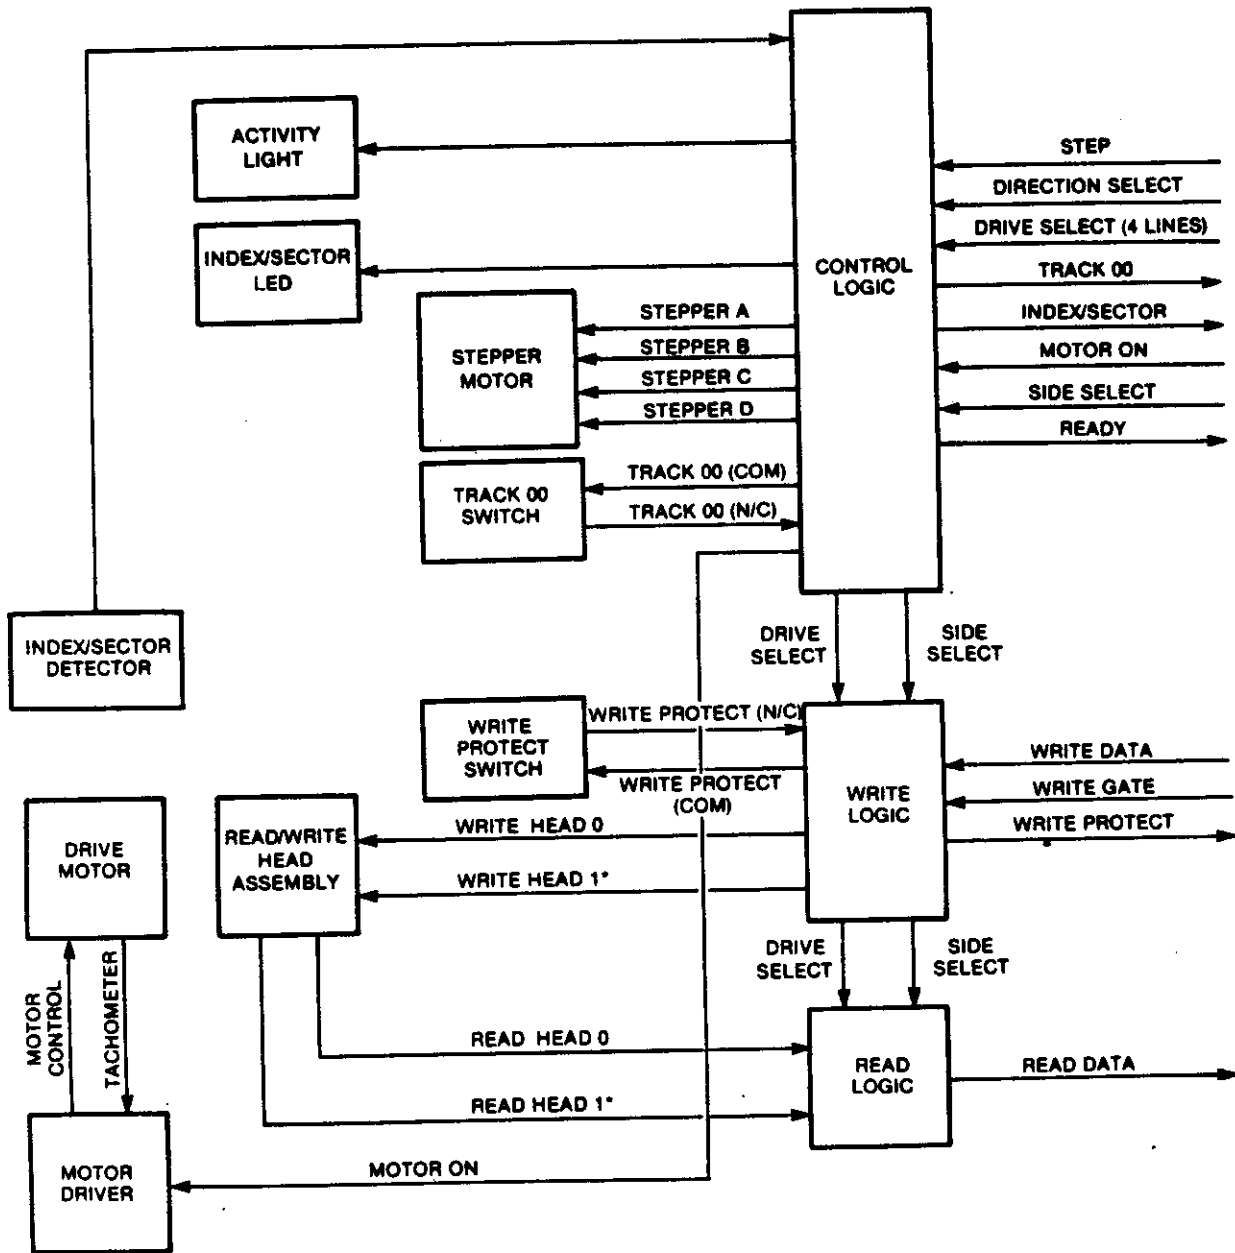 ACTIVITY
LIGHT
INDEX/SECTOR
LED
STEPPER
MOTOR
STEPPER A
STEPPER B
STEPPER C
STEPPER D
TRACK 00
SWITCH
TRACK 00 (COM)
TRACK 00 (N/C)
CONTROL
LOGIC
STEP
DIRECTION SELECT
DRIVE SELECT (4 LINES)
TRACK 00
INDEX/SECTOR
MOTOR ON
SIDE SELECT
READY
INDEX/SECTOR
DETECTOR
DRIVE
SELECT
SIDE
SELECT
WRITE
PROTECT
SWITCH
WRITE PROTECT (N/C)
WRITE PROTECT
(COM)
WRITE
LOGIC
WRITE DATA
WRITE GATE
WRITE PROTECT
DRIVE
MOTOR
READ/WRITE
HEAD
ASSEMBLY
WRITE HEAD 0
WRITE HEAD 1*
DRIVE
SELECT
SIDE
SELECT
MOTOR
CONTROL
TACHOMETER
READ HEAD 0
READ HEAD 1*
READ
LOGIC
READ DATA
MOTOR
DRIVER
MOTOR ON